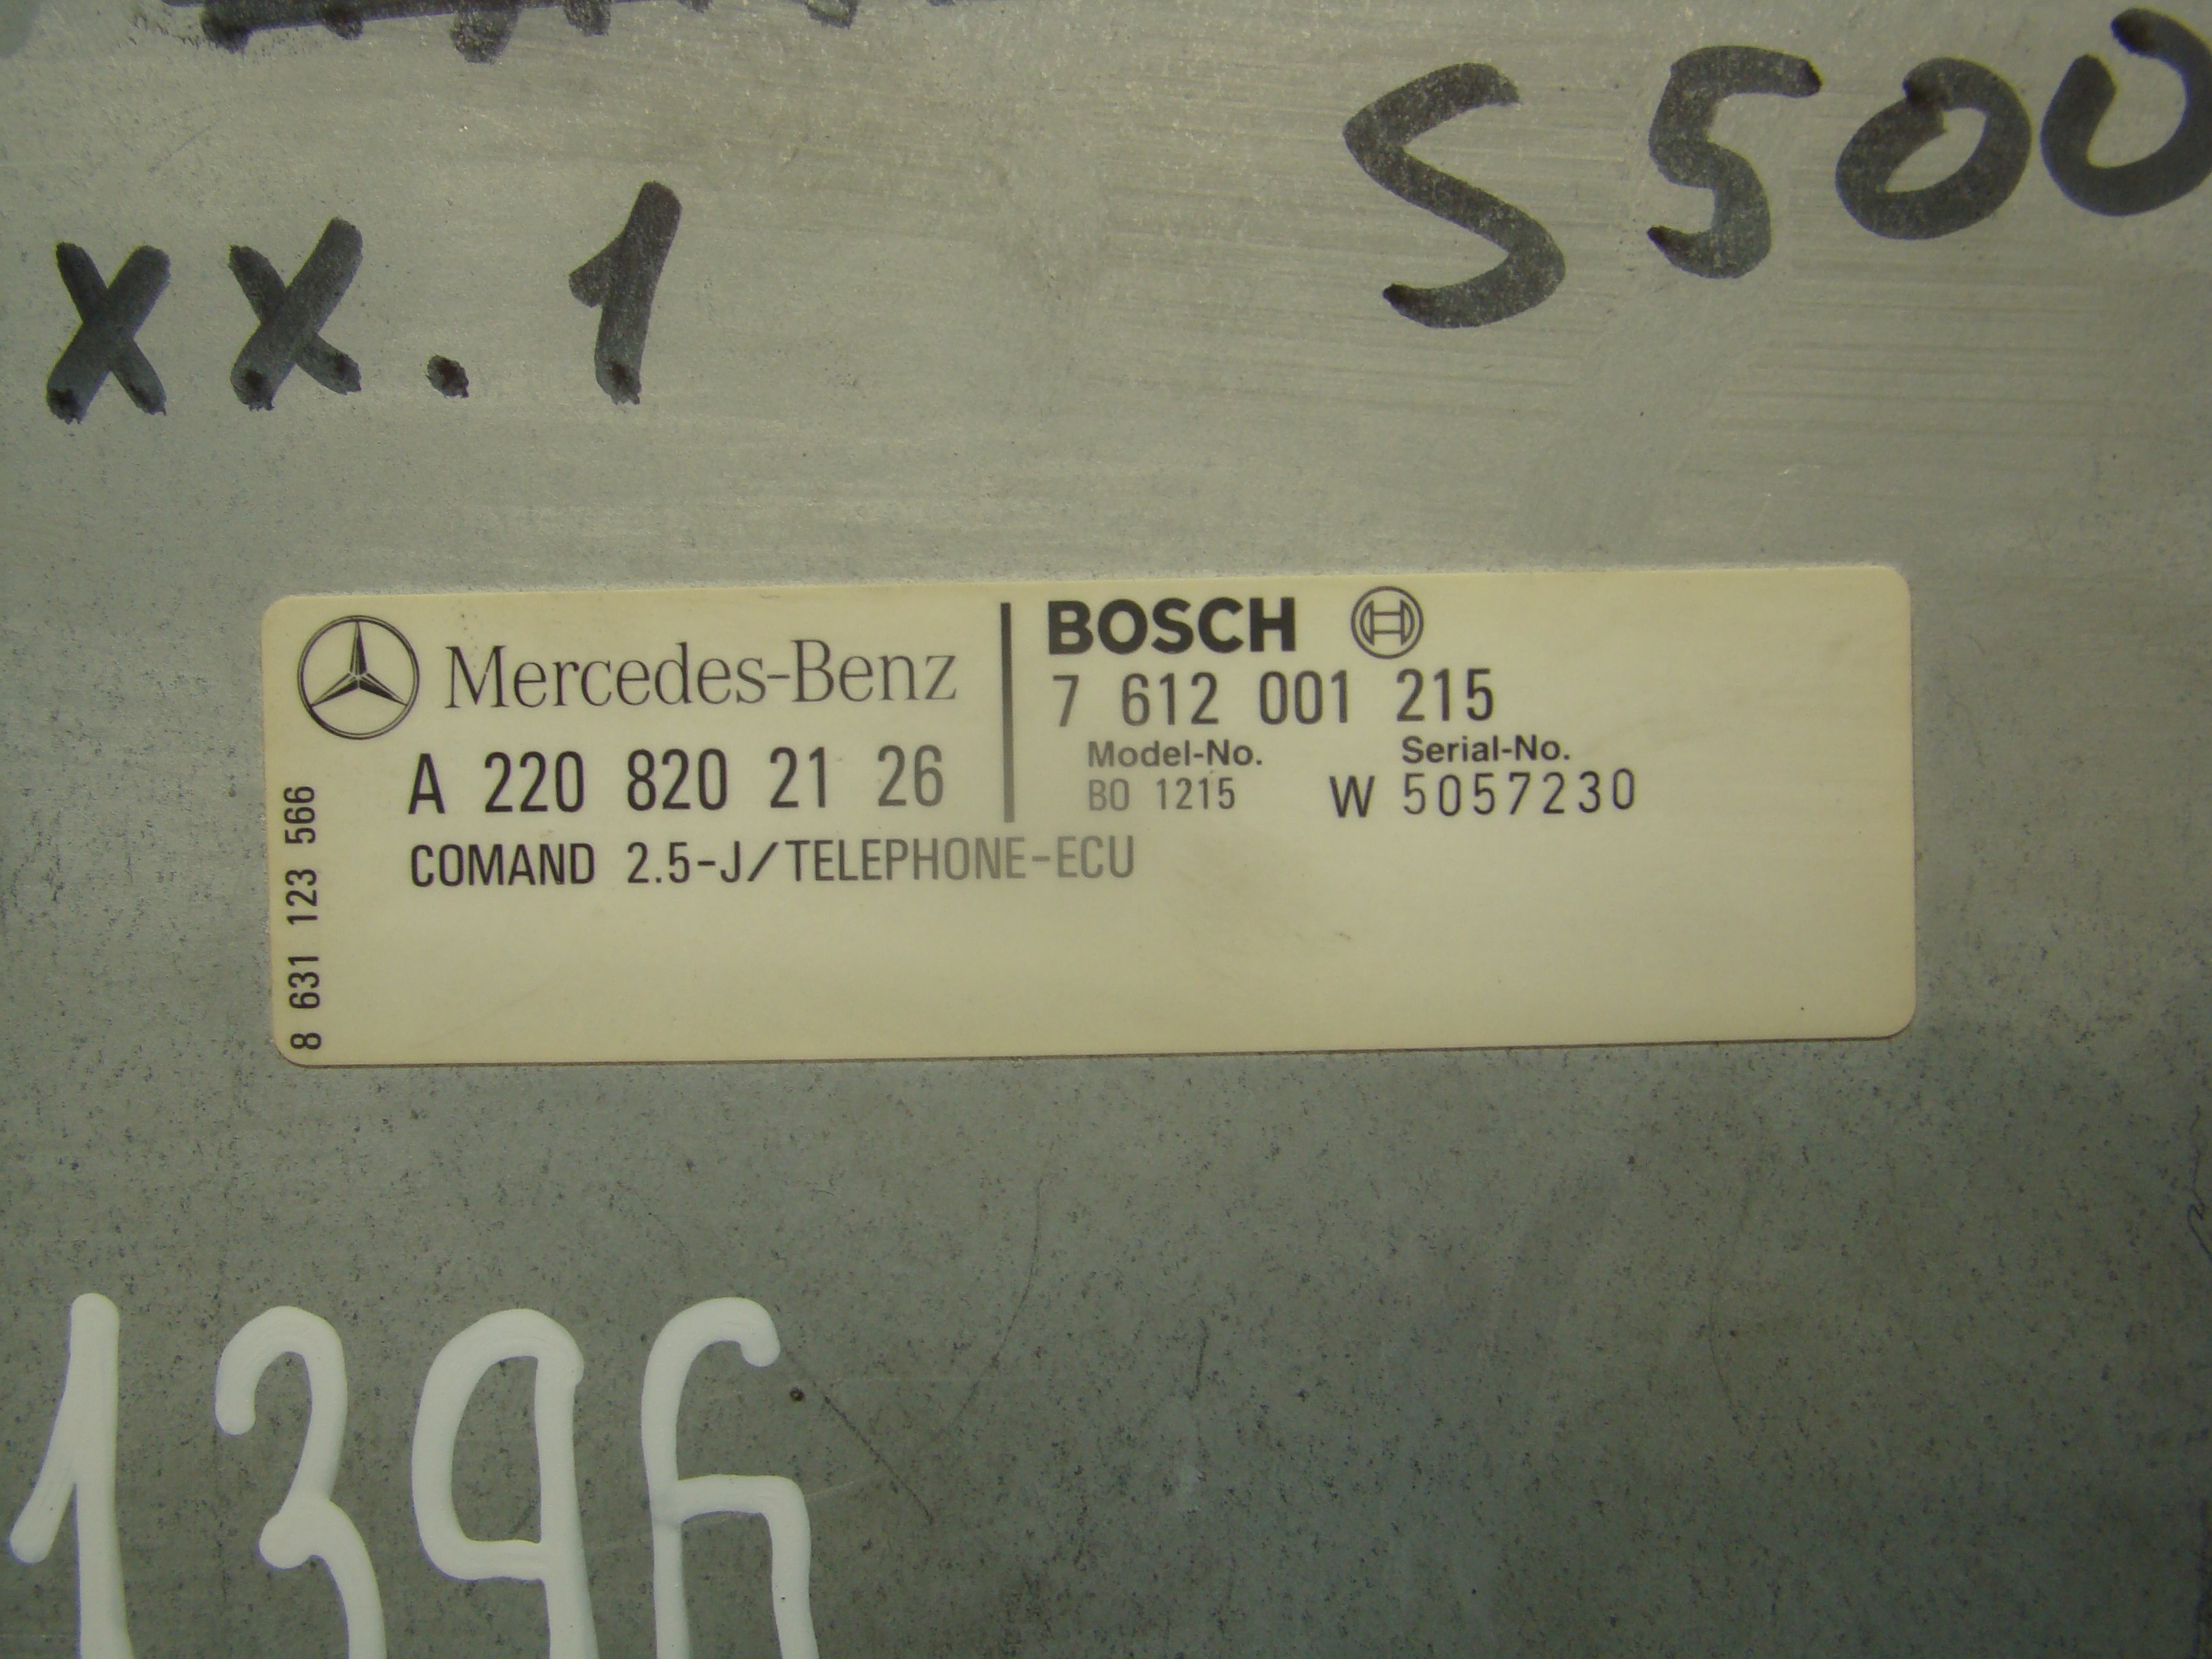 S500
XX.1
Mercedes-Benz
A 220 820 21 26
COMAND 2.5-J/TELEPHONE-ECU
8 631 123 566
BOSCH
7 612 001 215
Model-No. Serial-No.
BO 1215 W 5057230
1396